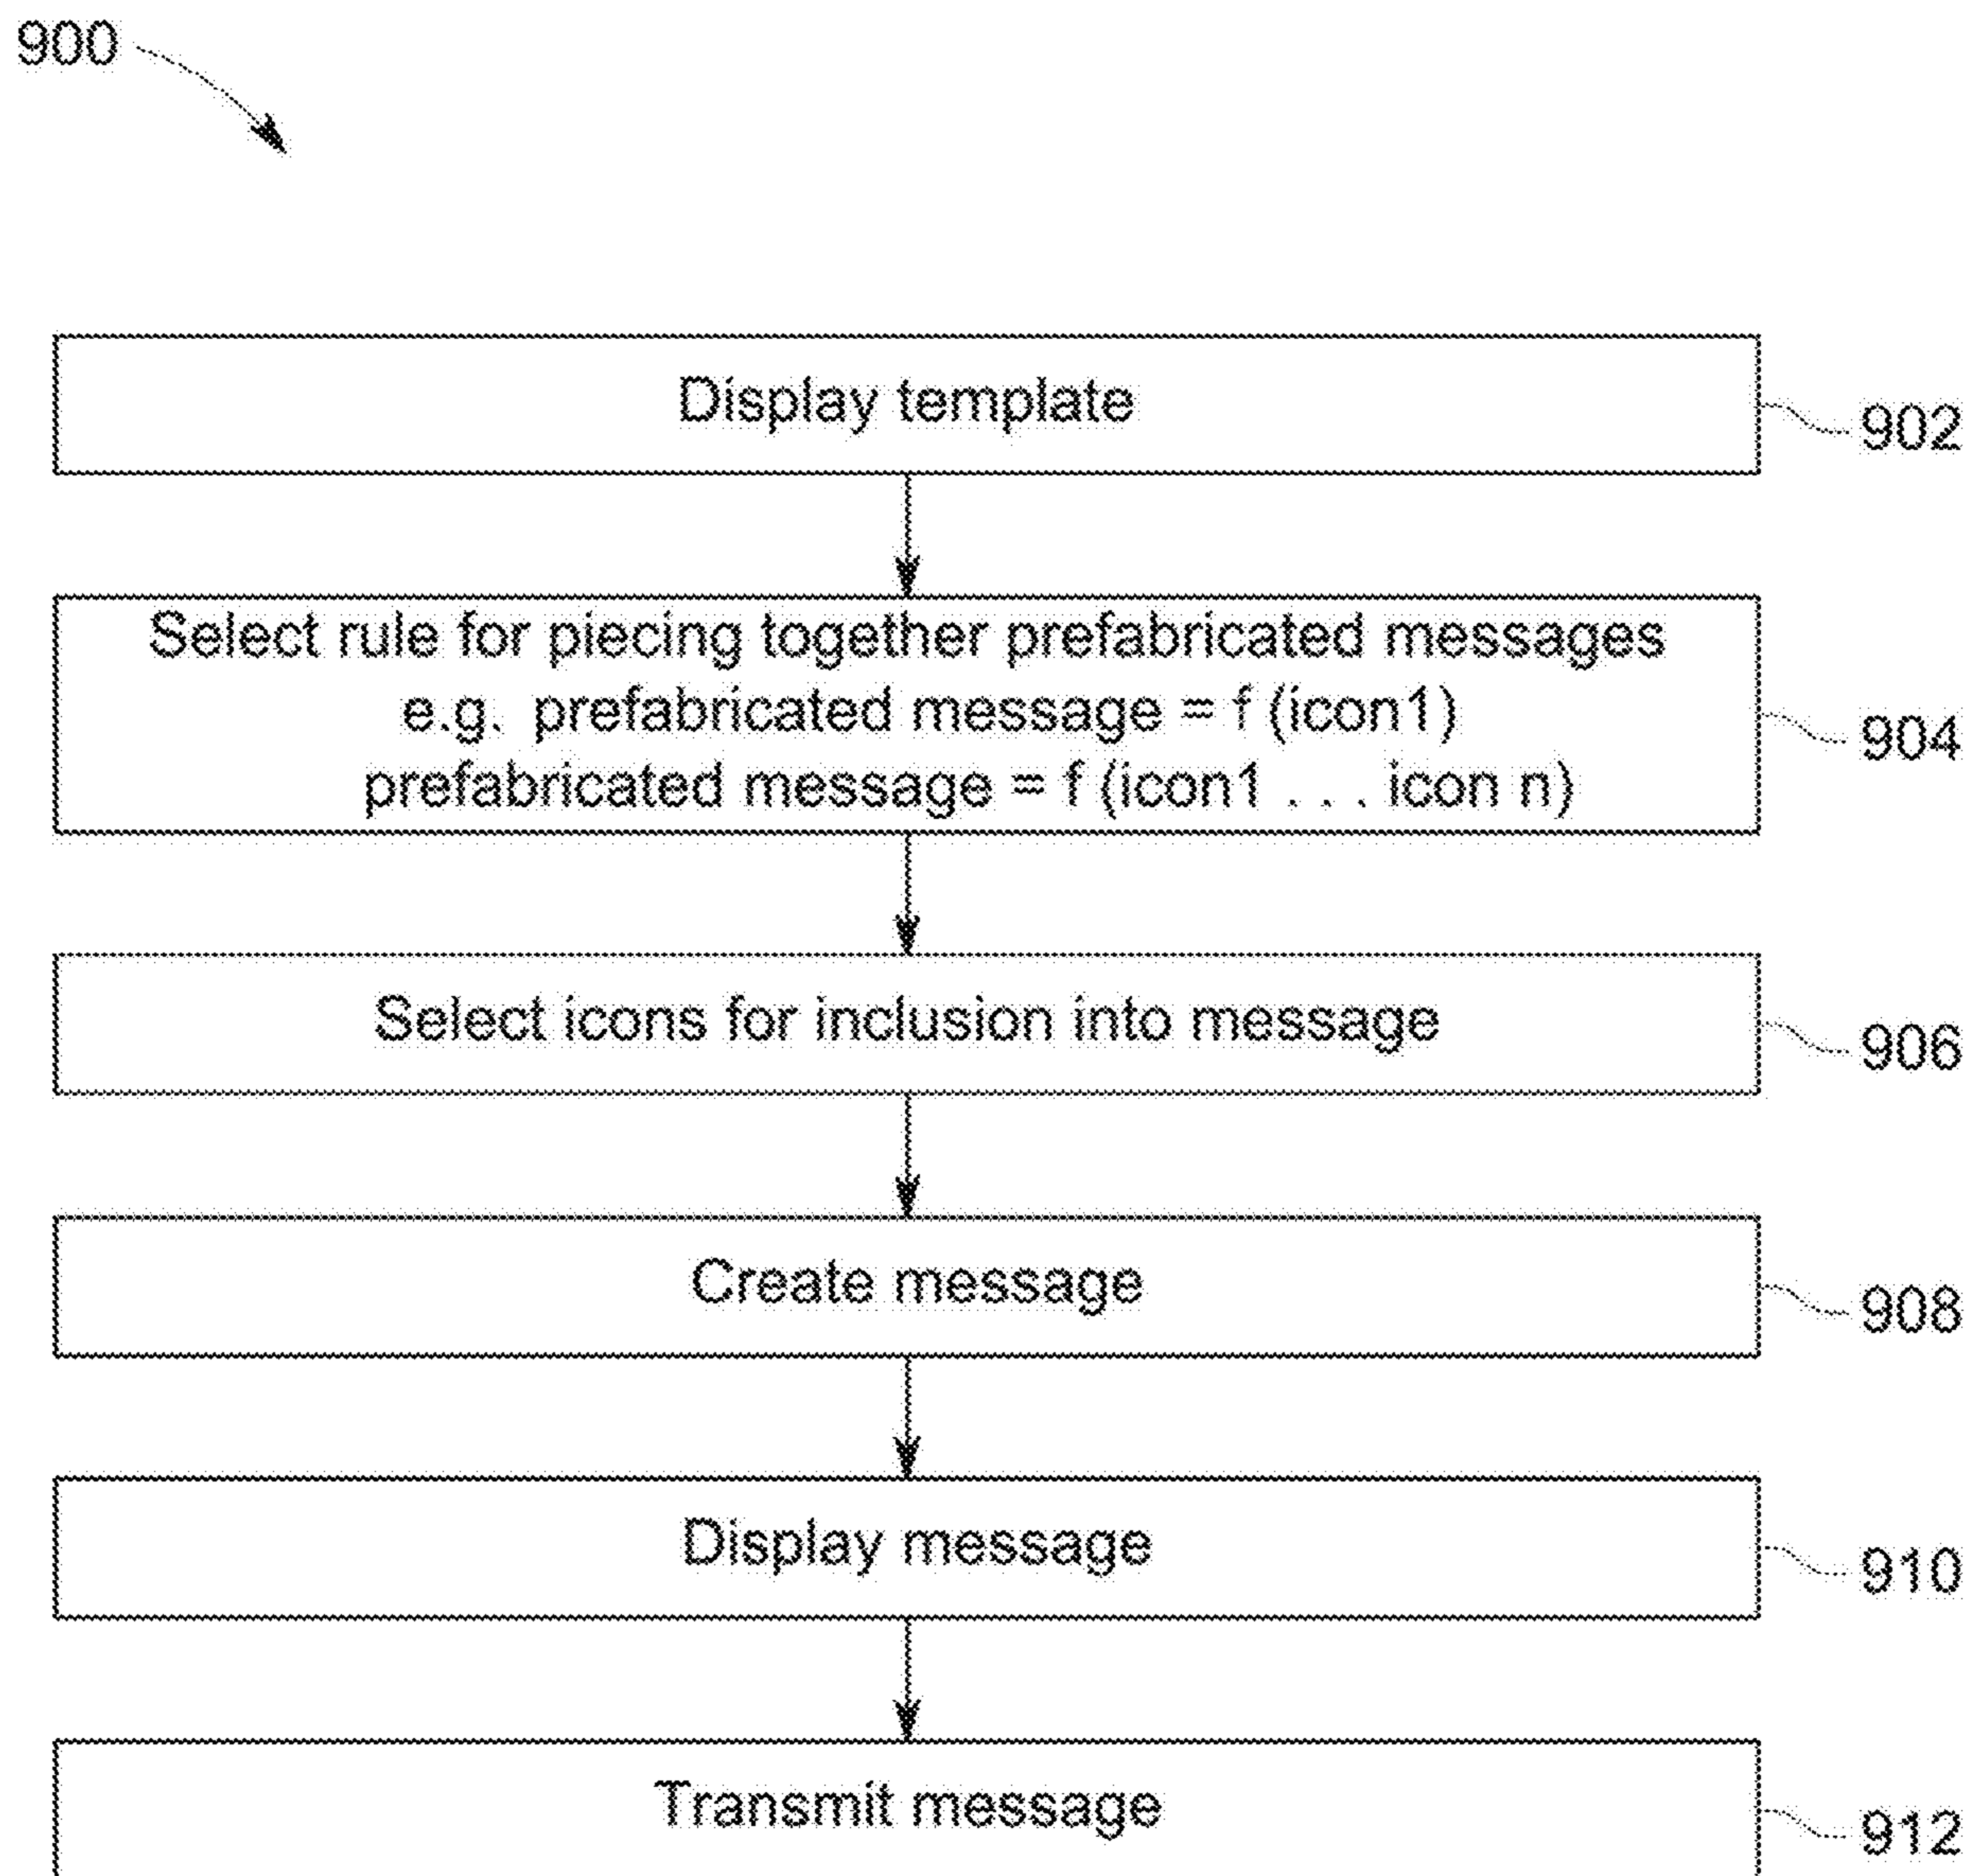 900
Display template
902
Select rule for piecing together prefabricated messages
e.g. prefabricated message = f (icon1)
prefabricated message = f (icon1 . . . icon n)
904
Select icons for inclusion into message
906
Create message
908
Display message
910
Transmit message
912